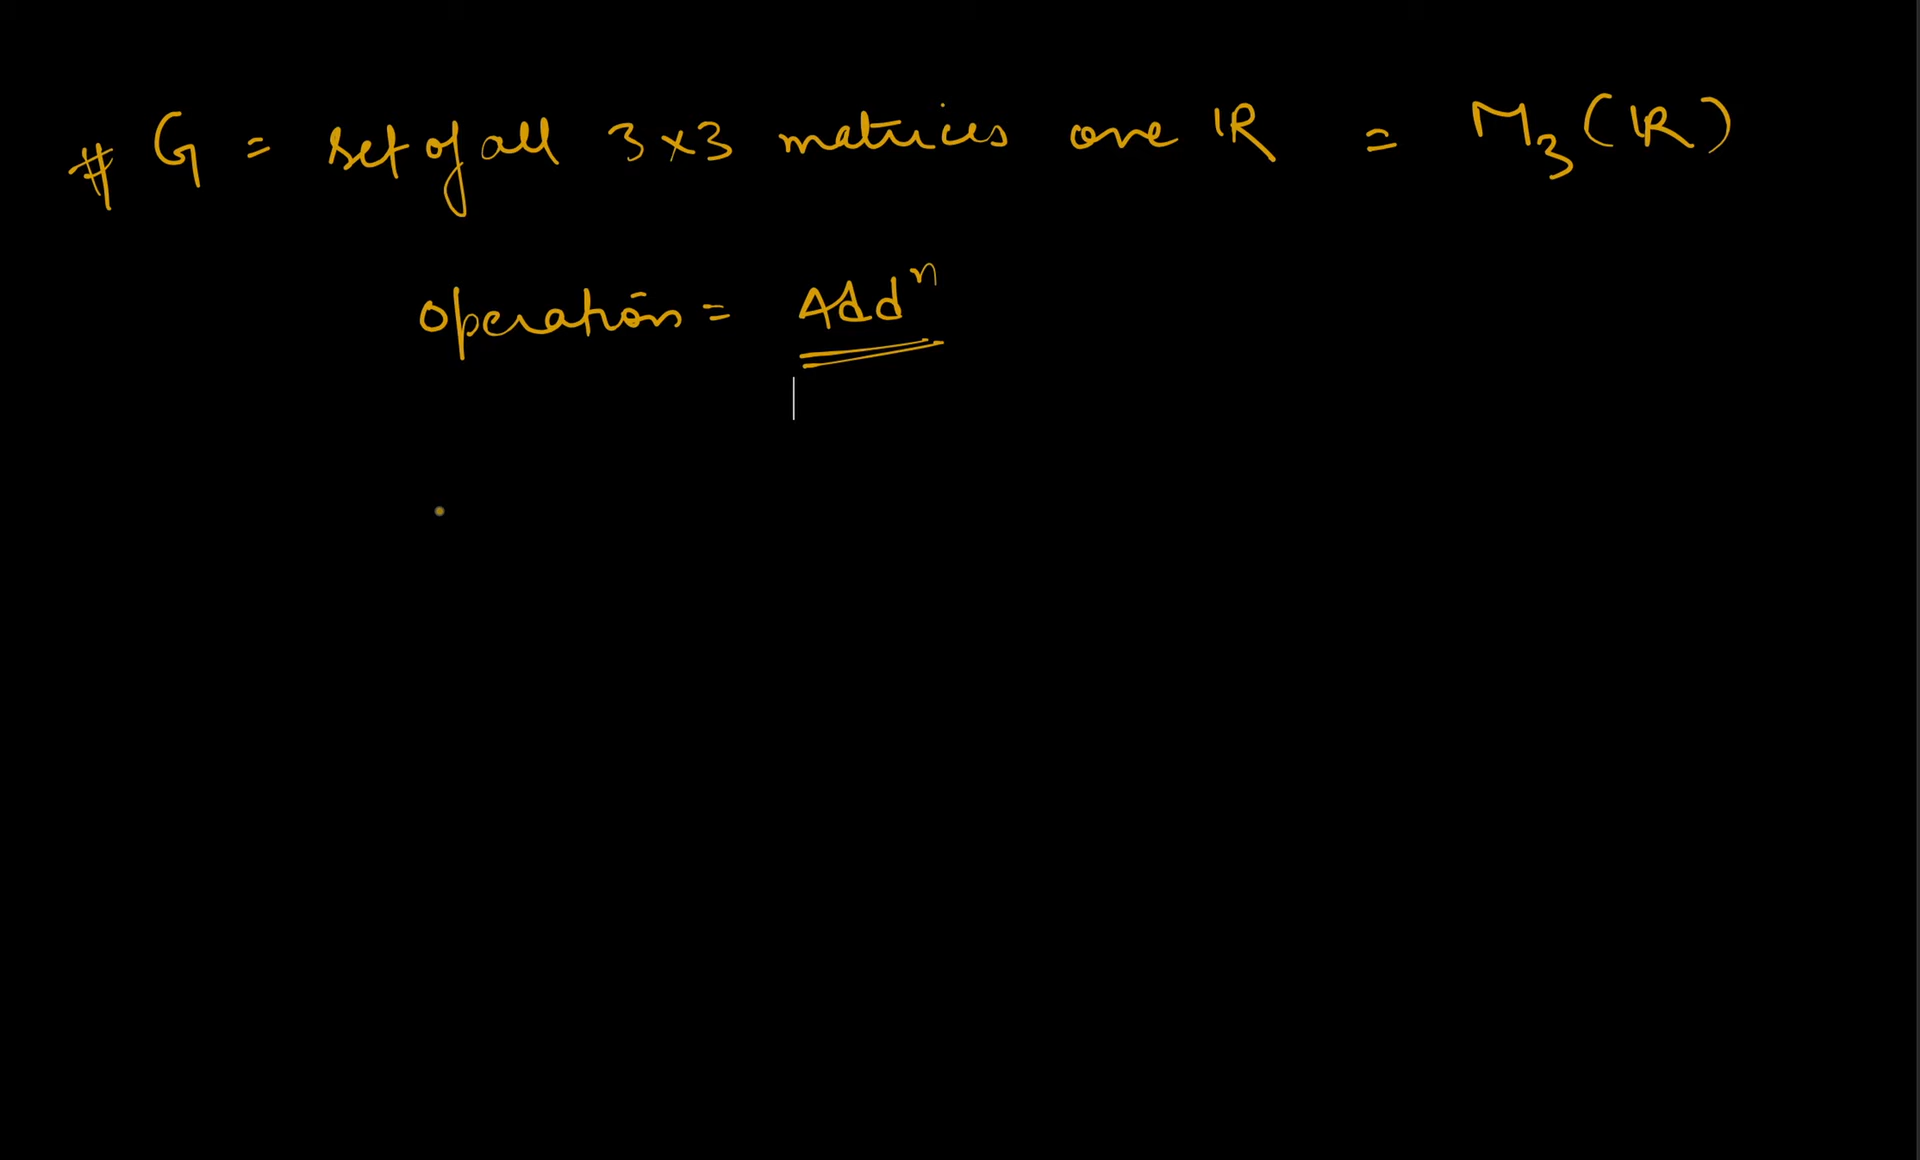 # G = set of all 3×3 matrices over ℝ = M₃(ℝ)
operation = Addⁿ